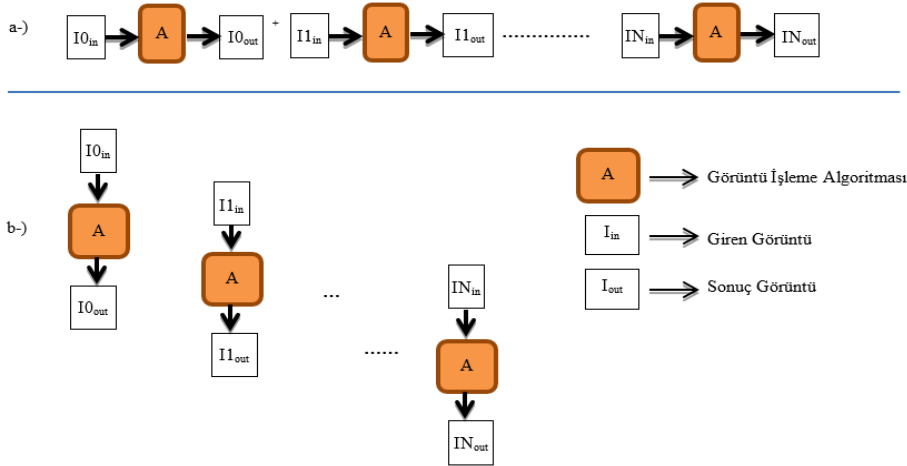 a-) I0in A I0out + I1in A I1out .................... INin A INout
I0in
A
I0out
b-)
I1in
A
I1out
...
......
INin
A
INout
A Görüntü İşleme Algoritması
Iin Giren Görüntü
Iout Sonuç Görüntü